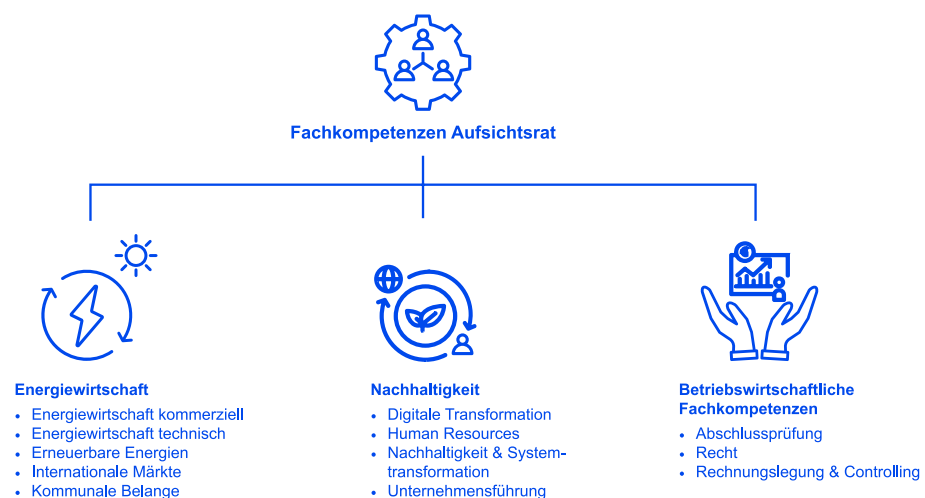 Fachkompetenzen Aufsichtsrat
Energiewirtschaft
• Energiewirtschaft kommerziell
• Energiewirtschaft technisch
• Erneuerbare Energien
• Internationale Märkte
• Kommunale Belange
Nachhaltigkeit
• Digitale Transformation
• Human Resources
• Nachhaltigkeit & System-
transformation
• Unternehmensführung
Betriebswirtschaftliche
Fachkompetenzen
• Abschlussprüfung
• Recht
• Rechnungslegung & Controlling